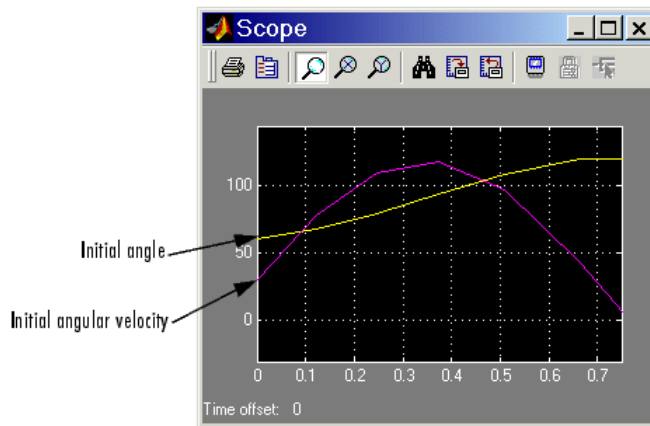 Scope
100
50
0
Initial angle
Initial angular velocity
0 0.1 0.2 0.3 0.4 0.5 0.6 0.7
Time offset: 0